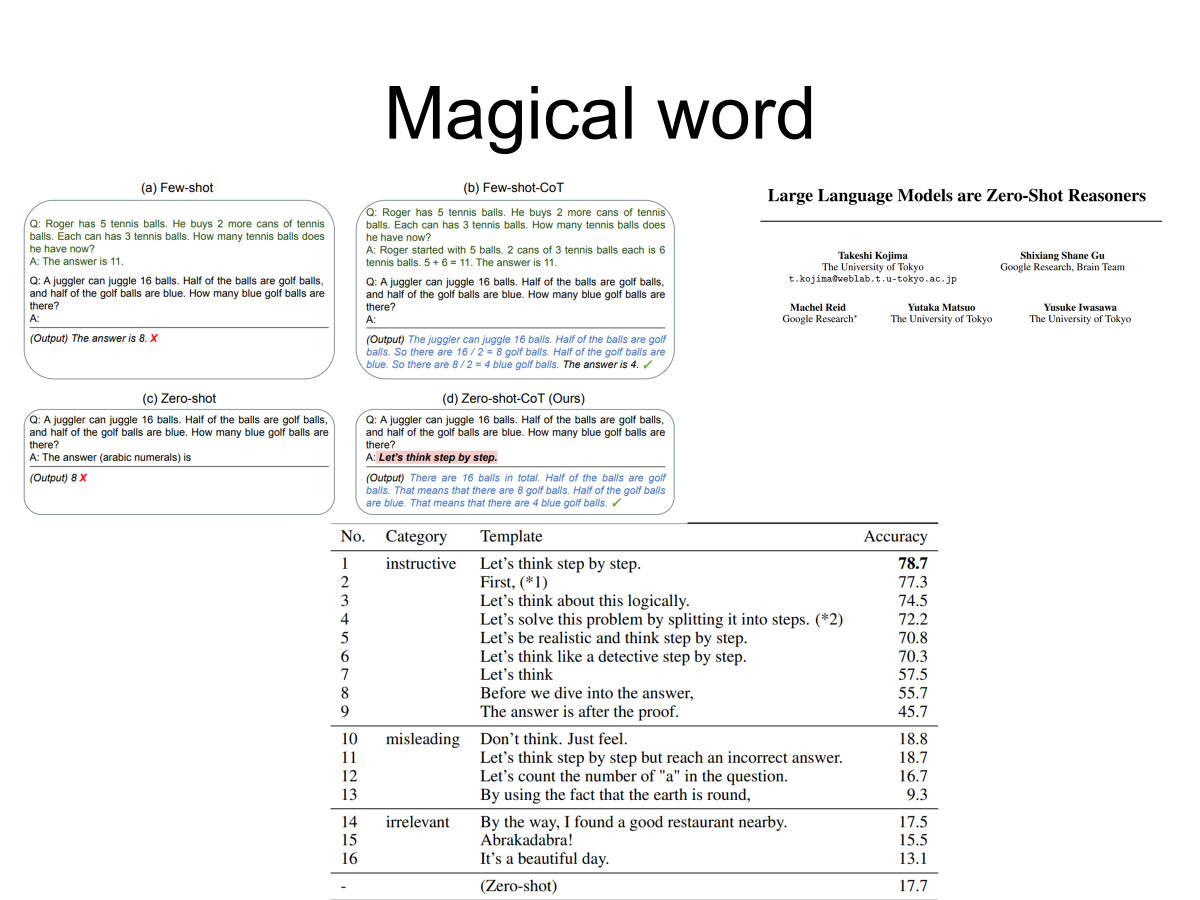 Magical word
(a) Few-shot
Q: Roger has 5 tennis balls. He buys 2 more cans of tennis
balls. Each can has 3 tennis balls. How many tennis balls does
he have now?
A: The answer is 11.
Q: A juggler can juggle 16 balls. Half of the balls are golf balls,
and half of the golf balls are blue. How many blue golf balls are
there?
A:
(Output) The answer is 8. X
(b) Few-shot-CoT
Q: Roger has 5 tennis balls. He buys 2 more cans of tennis
balls. Each can has 3 tennis balls. How many tennis balls does
he have now?
A: Roger started with 5 balls. 2 cans of 3 tennis balls each is 6
tennis balls. 5 + 6 = 11. The answer is 11.
Q: A juggler can juggle 16 balls. Half of the balls are golf balls,
and half of the golf balls are blue. How many blue golf balls are
there?
A:
(Output) The juggler can juggle 16 balls. Half of the balls are golf
balls. So there are 16 / 2 = 8 golf balls. Half of the golf balls are
blue. So there are 8 / 2 = 4 blue golf balls. The answer is 4. ✓
(c) Zero-shot
Q: A juggler can juggle 16 balls. Half of the balls are golf balls,
and half of the golf balls are blue. How many blue golf balls are
there?
A: The answer (arabic numerals) is
(Output) 8 X
(d) Zero-shot-CoT (Ours)
Q: A juggler can juggle 16 balls. Half of the balls are golf balls,
and half of the golf balls are blue. How many blue golf balls are
there?
A: Let's think step by step.
(Output) There are 16 balls in total. Half of the balls are golf
balls. That means that there are 8 golf balls. Half of the golf balls
are blue. That means that there are 4 blue golf balls. ✓
Large Language Models are Zero-Shot Reasoners
Takeshi Kojima
The University of Tokyo
t.kojima@weblab.t.u-tokyo.ac.jp
Shixiang Shane Gu
Google Research, Brain Team
Machel Reid
Google Research*
Yutaka Matsuo
The University of Tokyo
Yusuke Iwasawa
The University of Tokyo
No. Category Template Accuracy
1 instructive Let's think step by step. 78.7
2 First, (*1) 77.3
3 Let's think about this logically. 74.5
4 Let's solve this problem by splitting it into steps. (*2) 72.2
5 Let's be realistic and think step by step. 70.8
6 Let's think like a detective step by step. 70.3
7 Let's think 57.5
8 Before we dive into the answer, 55.7
9 The answer is after the proof. 45.7
10 misleading Don't think. Just feel. 18.8
11 Let's think step by step but reach an incorrect answer. 18.7
12 Let's count the number of "a" in the question. 16.7
13 By using the fact that the earth is round, 9.3
14 irrelevant By the way, I found a good restaurant nearby. 17.5
15 Abrakadabra! 15.5
16 It's a beautiful day. 13.1
- (Zero-shot) 17.7